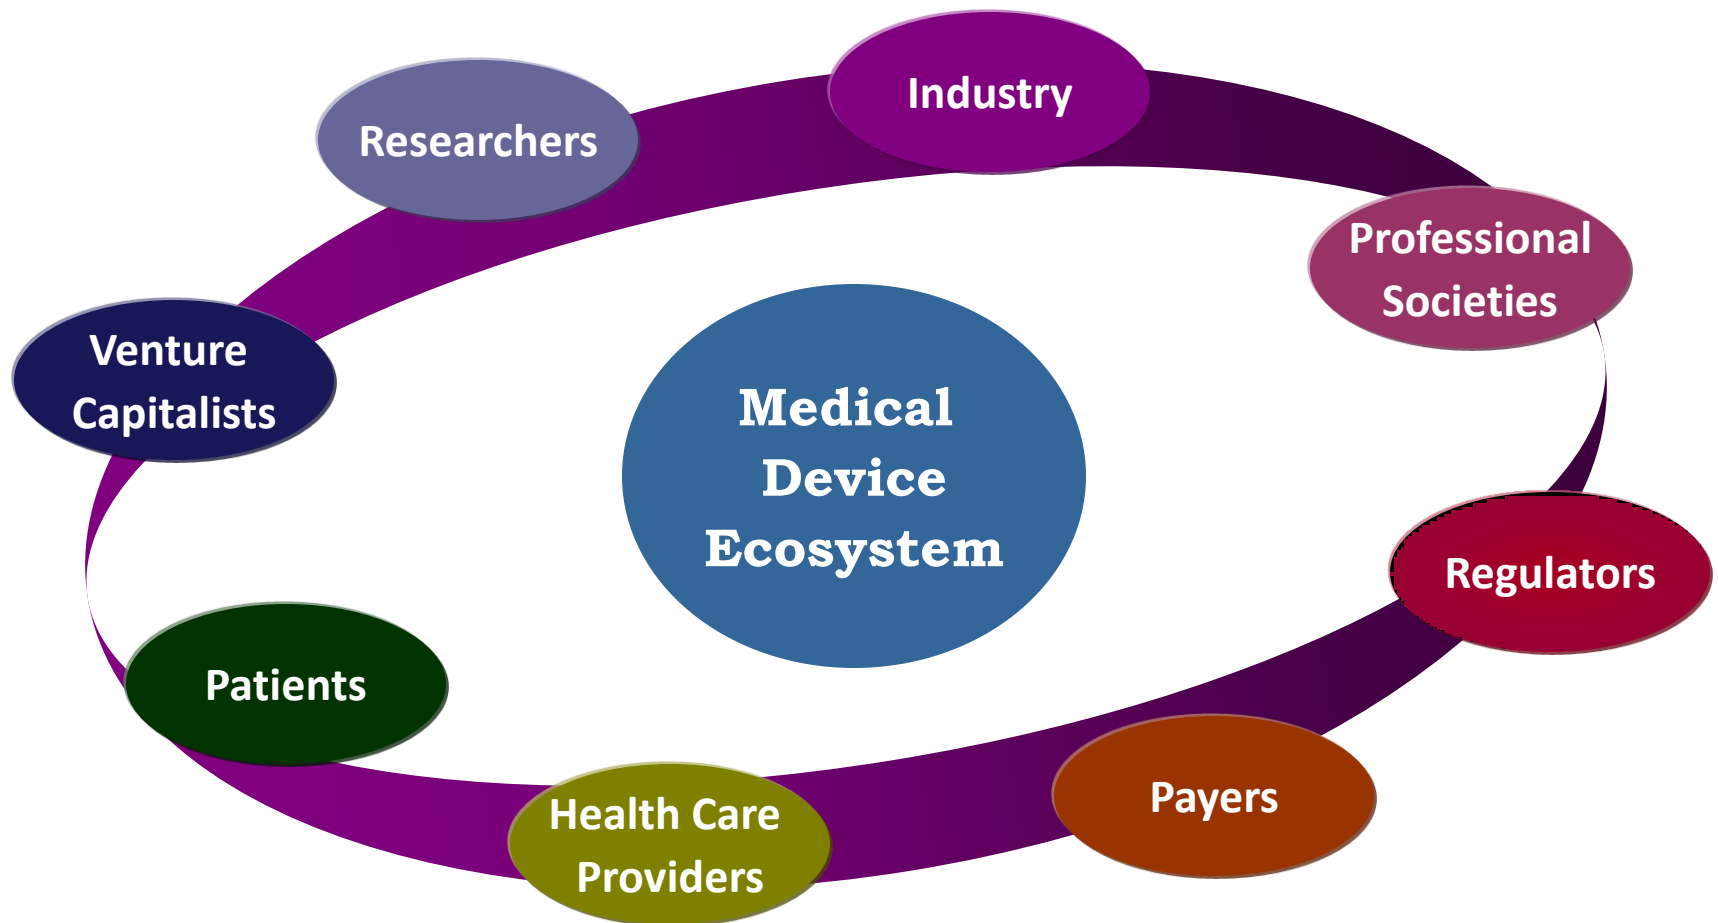 Industry
Researchers
Professional
Societies
Venture
Capitalists
Medical
Device
Ecosystem
Regulators
Patients
Payers
Health Care
Providers